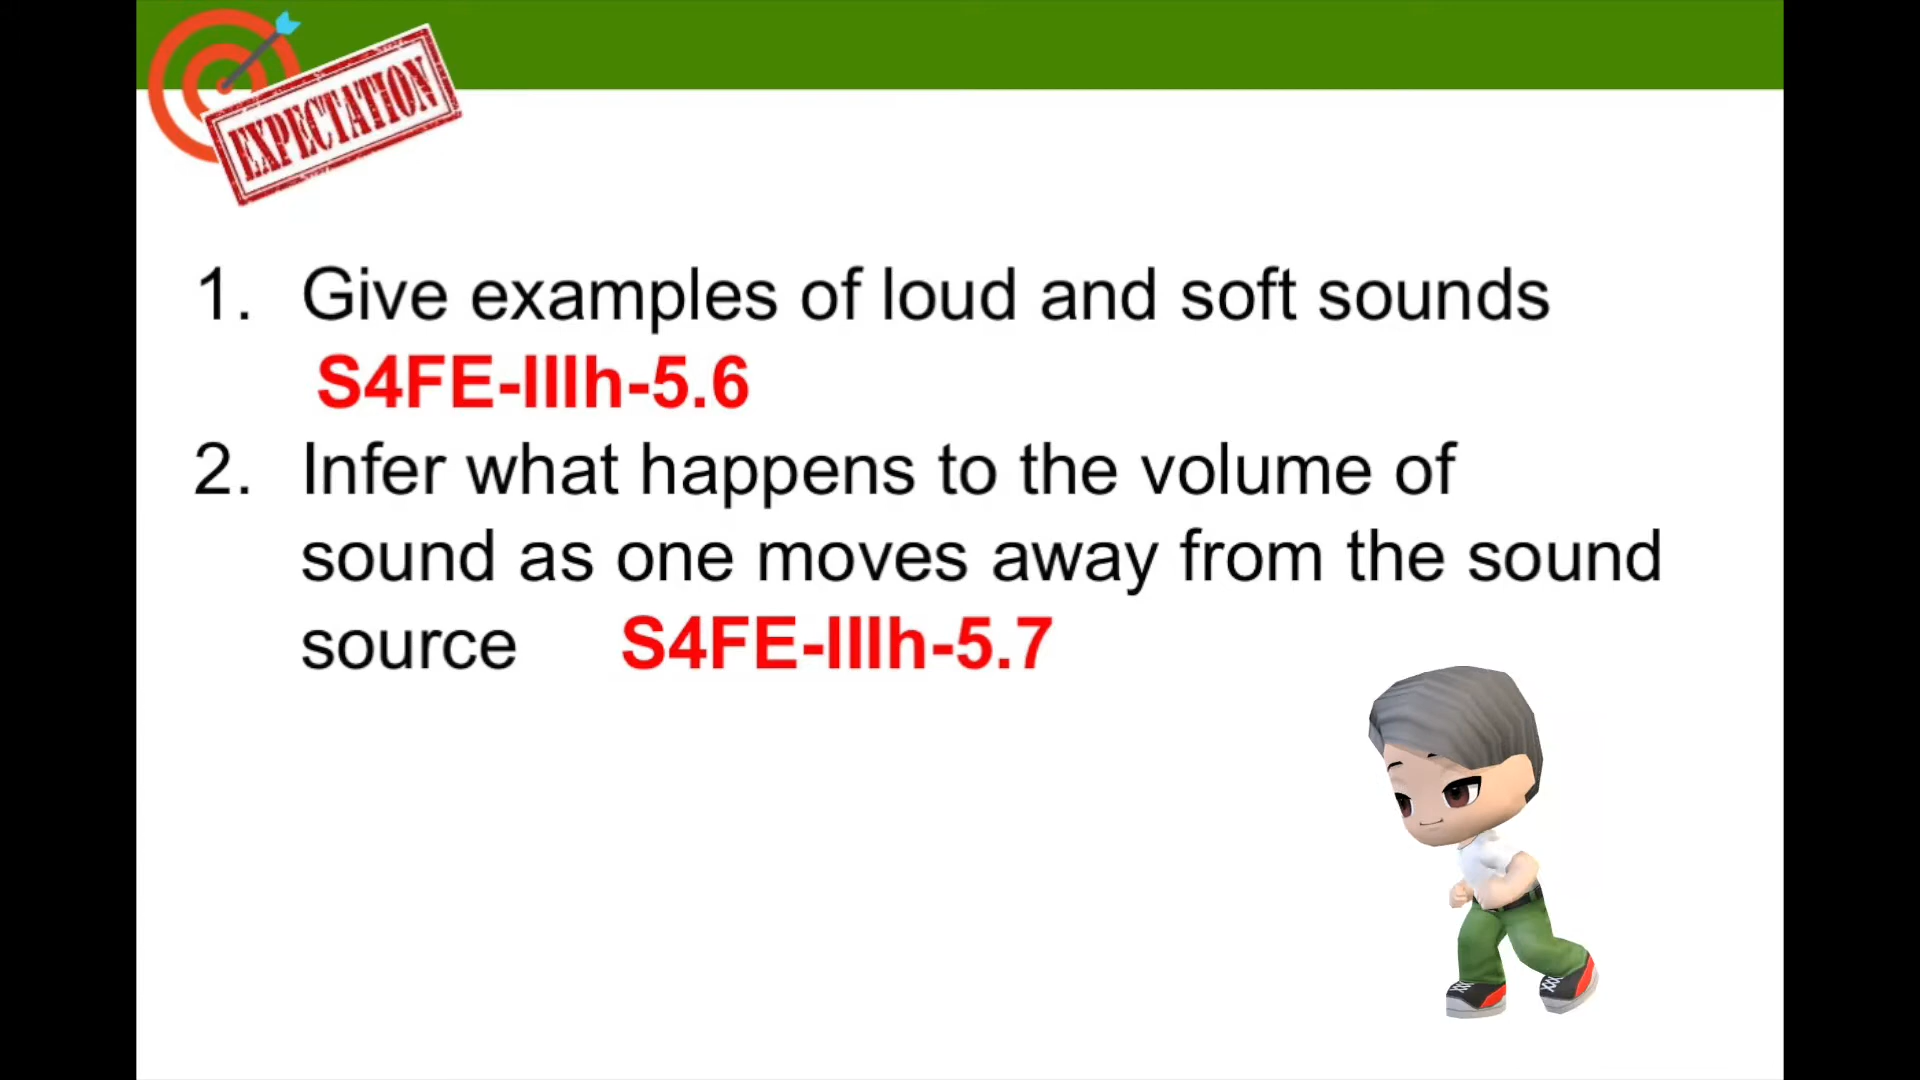 EXPECTATION
1. Give examples of loud and soft sounds
S4FE-IIIh-5.6
2. Infer what happens to the volume of
sound as one moves away from the sound
source S4FE-IIIh-5.7